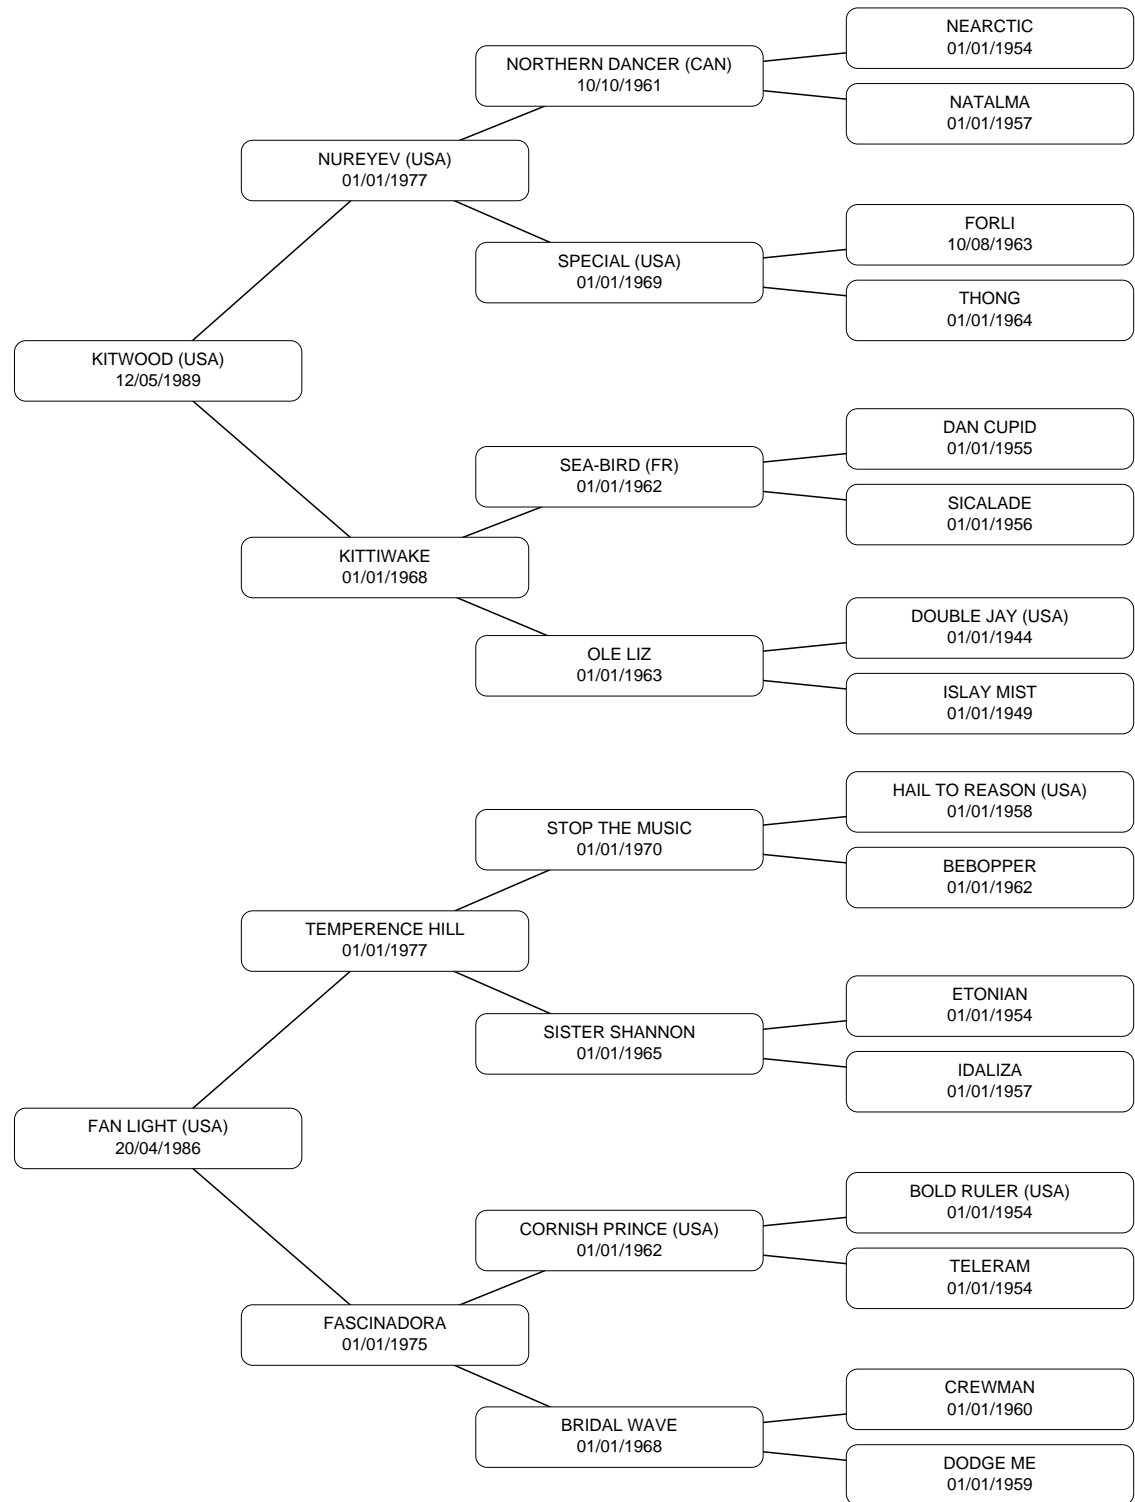 NEARCTIC
01/01/1954
NORTHERN DANCER (CAN)
10/10/1961
NATALMA
01/01/1957
NUREYEV (USA)
01/01/1977
FORLI
10/08/1963
SPECIAL (USA)
01/01/1969
THONG
01/01/1964
KITWOOD (USA)
12/05/1989
DAN CUPID
01/01/1955
SEA-BIRD (FR)
01/01/1962
SICALADE
01/01/1956
KITTIWAKE
01/01/1968
DOUBLE JAY (USA)
01/01/1944
OLE LIZ
01/01/1963
ISLAY MIST
01/01/1949
HAIL TO REASON (USA)
01/01/1958
STOP THE MUSIC
01/01/1970
BEBOPPER
01/01/1962
TEMPERENCE HILL
01/01/1977
ETONIAN
01/01/1954
SISTER SHANNON
01/01/1965
IDALIZA
01/01/1957
FAN LIGHT (USA)
20/04/1986
BOLD RULER (USA)
01/01/1954
CORNISH PRINCE (USA)
01/01/1962
TELERAM
01/01/1954
FASCINADORA
01/01/1975
CREWMAN
01/01/1960
BRIDAL WAVE
01/01/1968
DODGE ME
01/01/1959